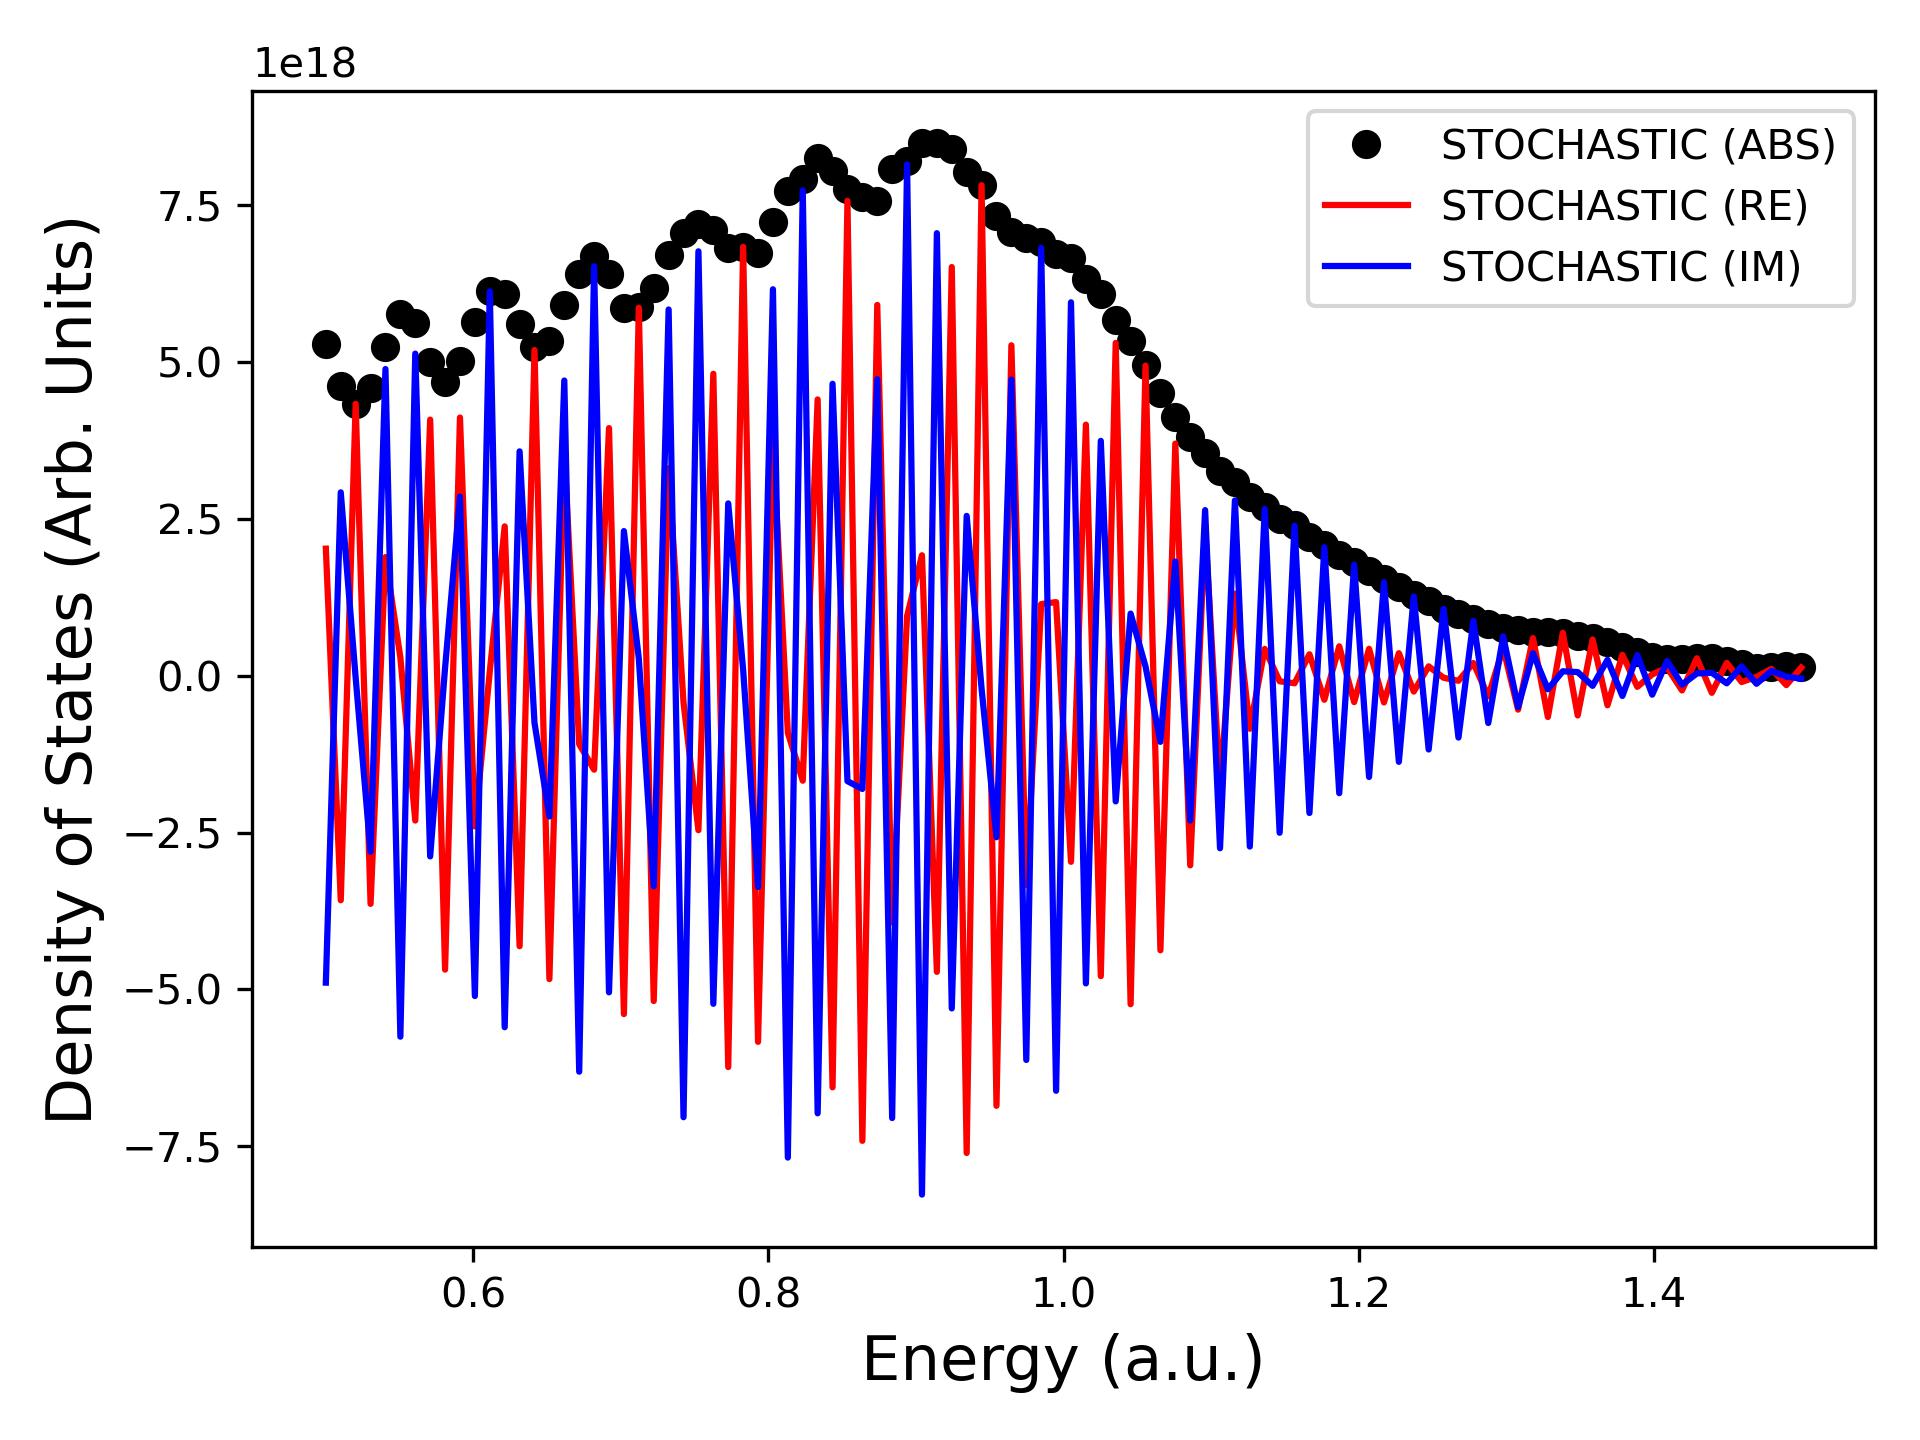 1e18
STOCHASTIC (ABS)
STOCHASTIC (RE)
STOCHASTIC (IM)
7.5
5.0
2.5
0.0
−2.5
−5.0
−7.5
Density of States (Arb. Units)
0.6 0.8 1.0 1.2 1.4
Energy (a.u.)